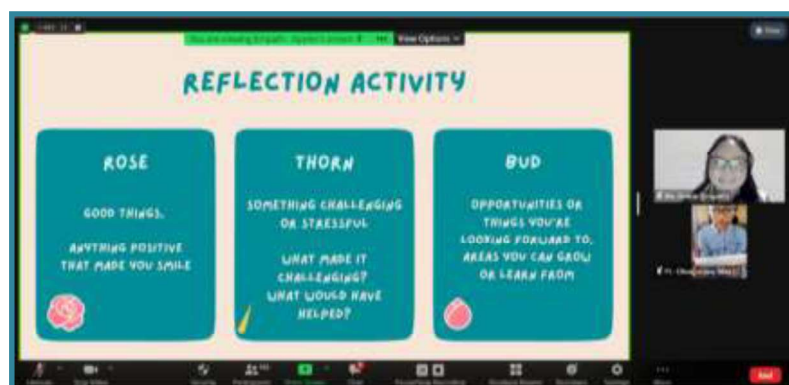 View Options
REFLECTION ACTIVITY
ROSE
GOOD THINGS,
ANYTHING POSITIVE
THAT MADE YOU SMILE
THORN
SOMETHING CHALLENGING
OR STRESSFUL
WHAT MADE IT
CHALLENGING?
WHAT WOULD HAVE
HELPED?
BUD
OPPORTUNITIES OR
THINGS YOU'RE
LOOKING FORWARD TO,
AREAS YOU CAN GROW
OR LEARN FROM
End